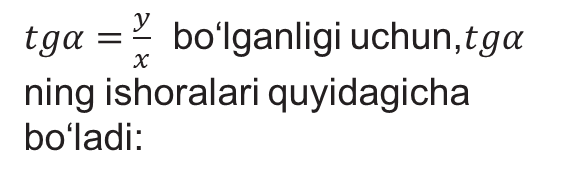 tgα = y/x bo‘lganligi uchun,tgα
ning ishoralari quyidagicha
bo‘ladi: